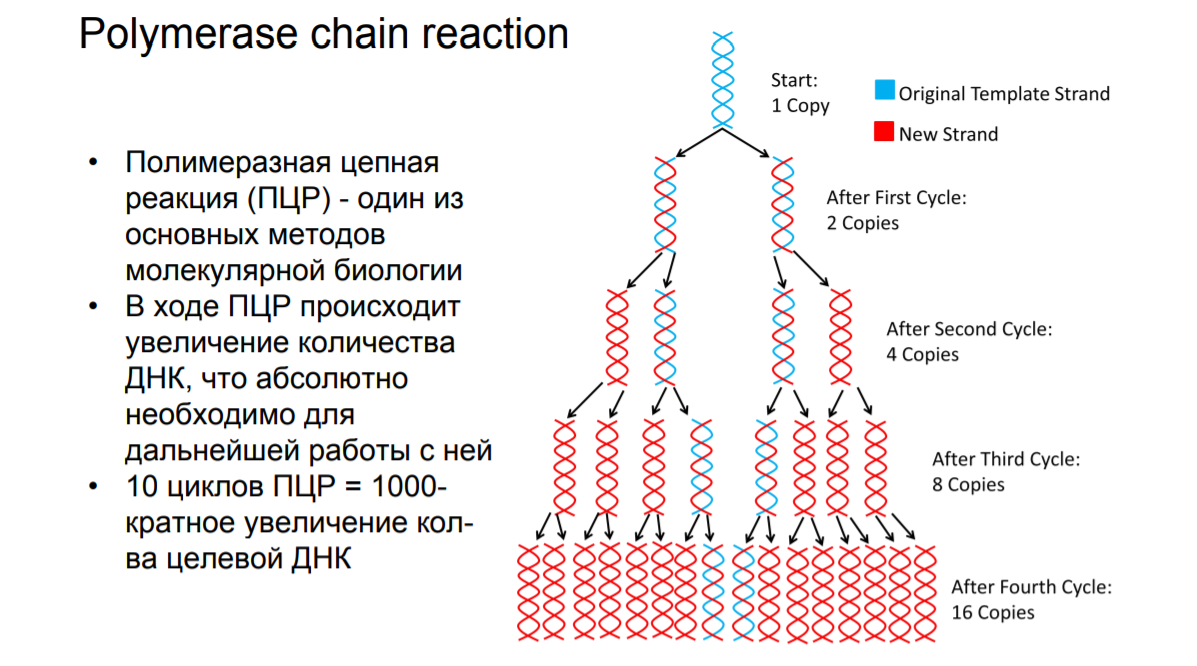 Polymerase chain reaction
• Полимеразная цепная
реакция (ПЦР) - один из
основных методов
молекулярной биологии
• В ходе ПЦР происходит
увеличение количества
ДНК, что абсолютно
необходимо для
дальнейшей работы с ней
• 10 циклов ПЦР = 1000-
кратное увеличение кол-
ва целевой ДНК
Start:
1 Copy
Original Template Strand
New Strand
After First Cycle:
2 Copies
After Second Cycle:
4 Copies
After Third Cycle:
8 Copies
After Fourth Cycle:
16 Copies